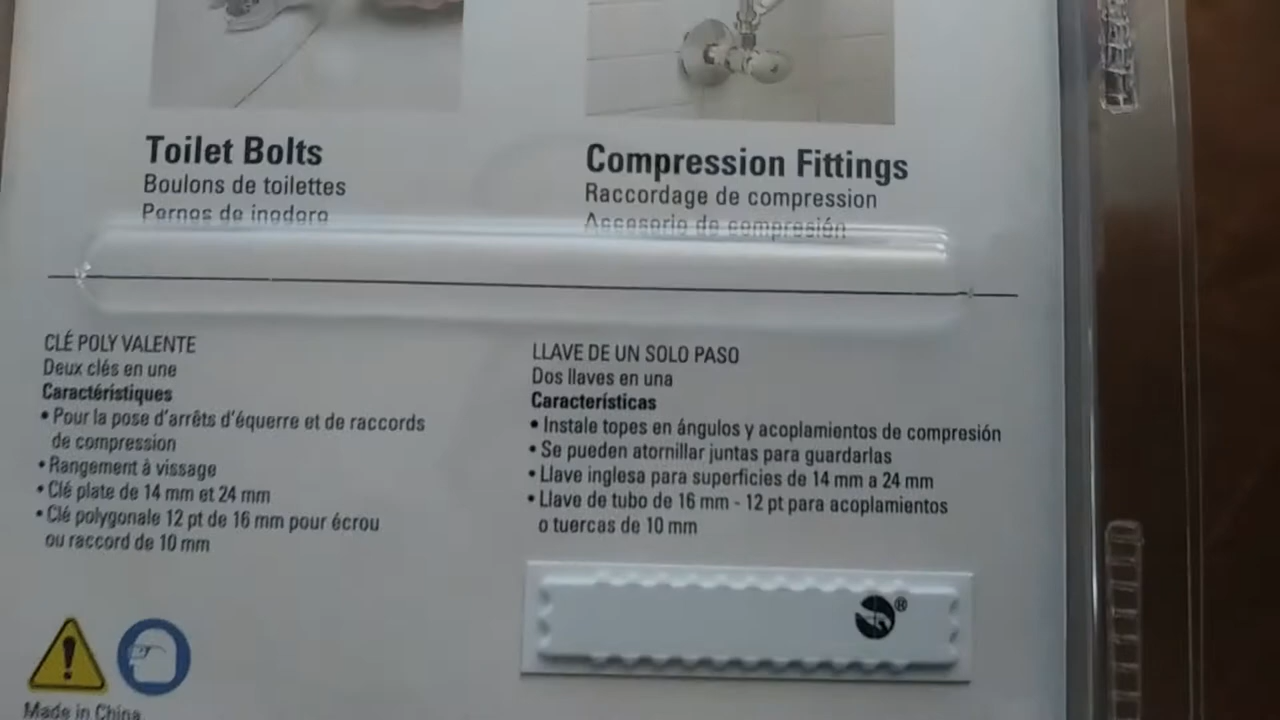 Toilet Bolts
Boulons de toilettes
Pernos de inodoro
Compression Fittings
Raccordage de compression
Accesorio de compresión
CLÉ POLY VALENTE
Deux clés en une
Caractéristiques
• Pour la pose d'arrêts d'équerre et de raccords
de compression
• Rangement à vissage
• Clé plate de 14 mm et 24 mm
• Clé polygonale 12 pt de 16 mm pour écrou
ou raccord de 10 mm
LLAVE DE UN SOLO PASO
Dos llaves en una
Características
• Instale topes en ángulos y acoplamientos de compresión
• Se pueden atornillar juntas para guardarlas
• Llave inglesa para superficies de 14 mm a 24 mm
• Llave de tubo de 16 mm - 12 pt para acoplamientos
o tuercas de 10 mm
®
Made in China